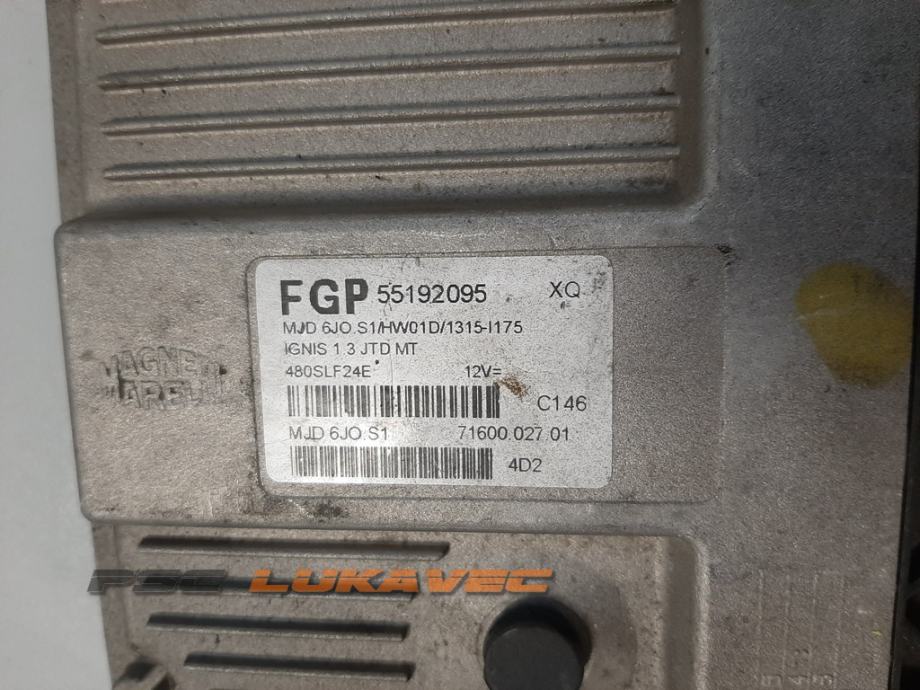 FGP 55192095 XQ
MJD 6JO.S1/HW01D/1315-I175
IGNIS 1.3 JTD MT
480SLF24E 12V=
C146
MJD 6JO.S1 71600.027.01
4D2
MAGNETI
MARELLI
PSC LUKAVEC